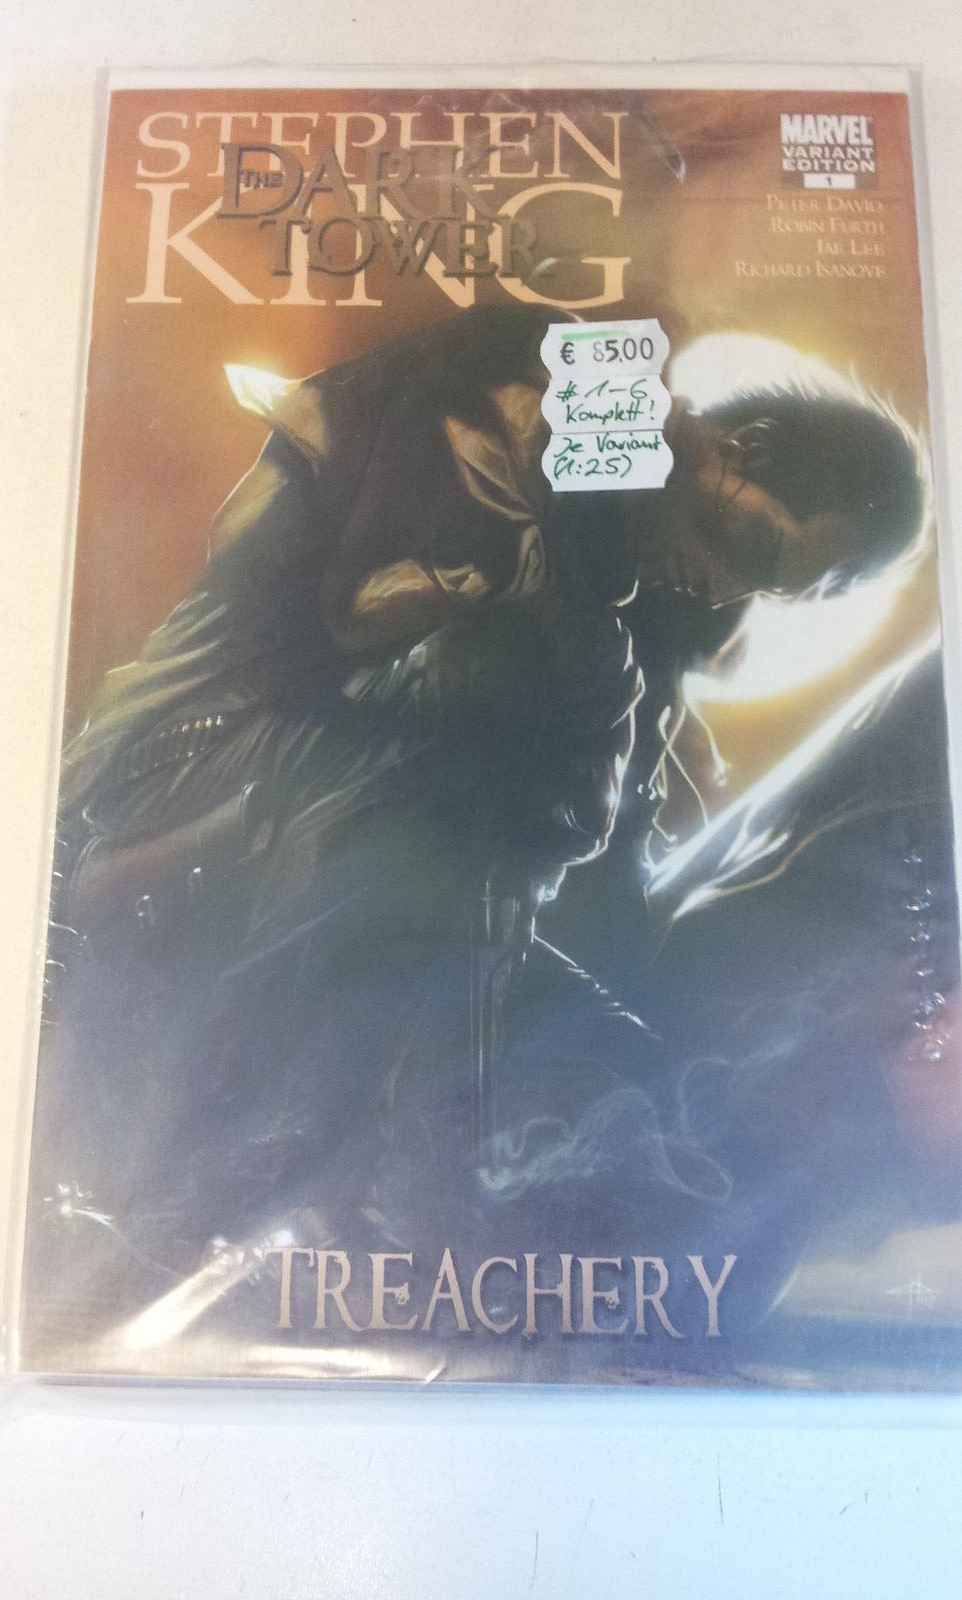 STEPHEN
KING
THE DARK
TOWER
MARVEL
VARIANT
EDITION
1
PETER DAVID
ROBIN FURTH
JAE LEE
RICHARD ISANOVE
€ 85.00
# 1-6
Komplett!
Je Variant
(1:25)
TREACHERY